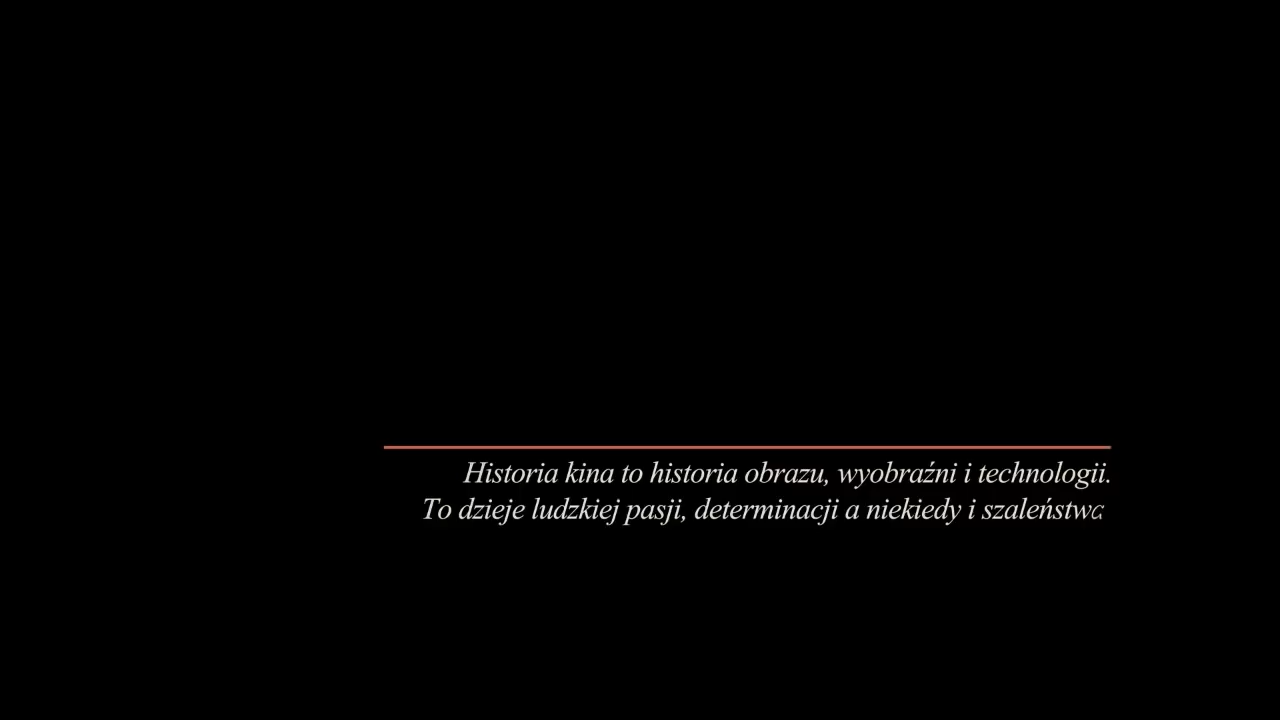 Historia kina to historia obrazu, wyobraźni i technologii.
To dzieje ludzkiej pasji, determinacji a niekiedy i szaleństwa